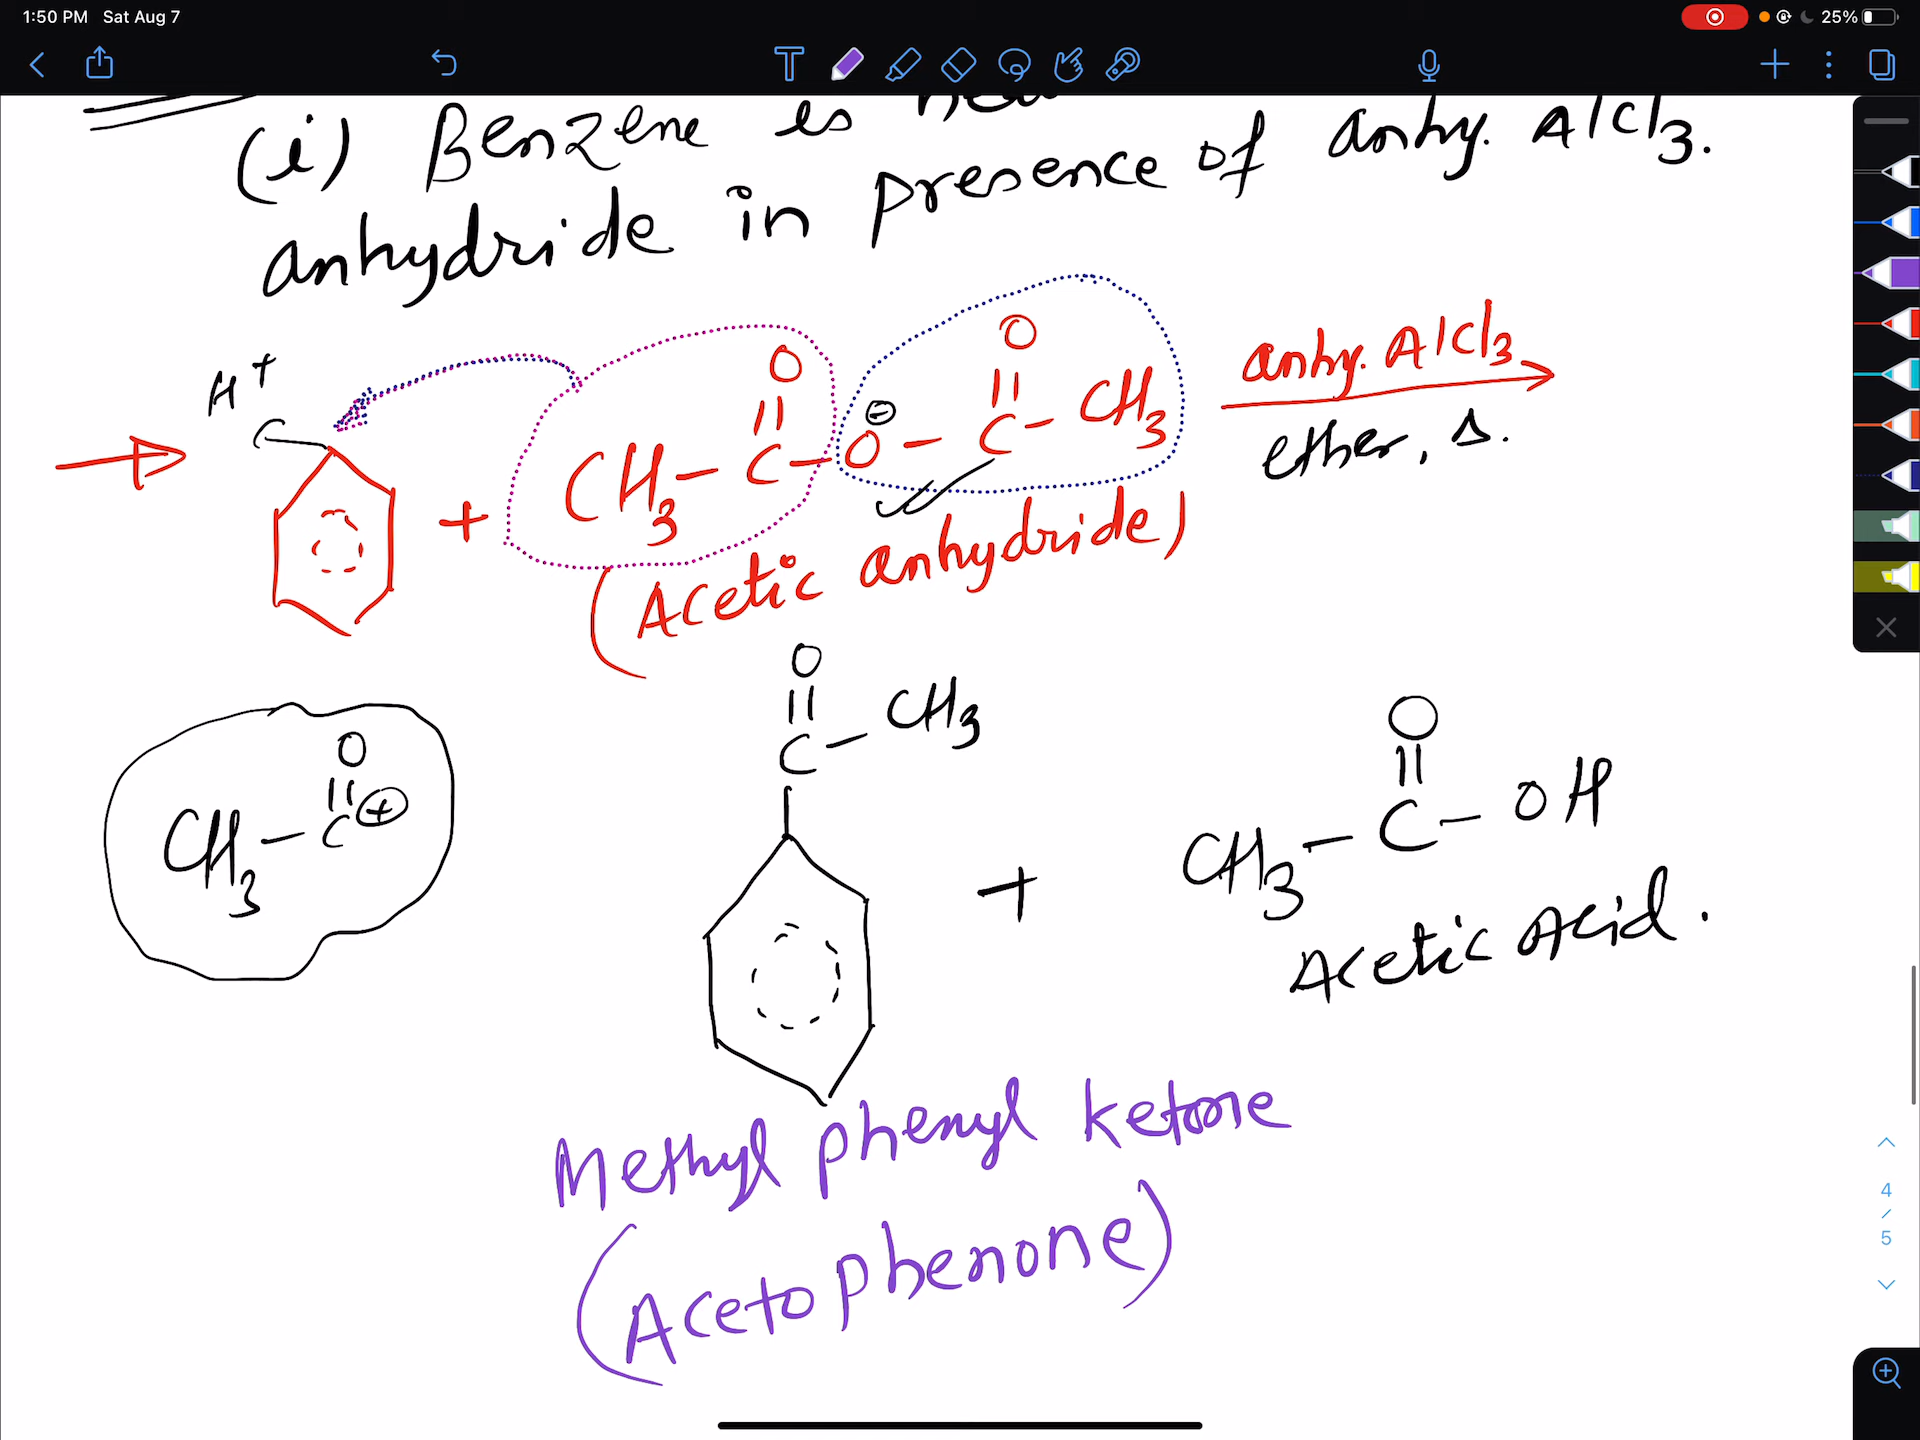 1:50 PM Sat Aug 7
25%
(i) Benzene is
anhydride in presence of anhy. AlCl3.
H+
C
+ CH3-C-O-C-CH3
O
O
⊖
anhy. AlCl3
ether, Δ.
(Acetic anhydride)
O
CH3-C⊕
O
C-CH3
+
O
CH3-C-OH
Acetic Acid.
Methyl phenyl ketone
(Acetophenone)
4
/
5